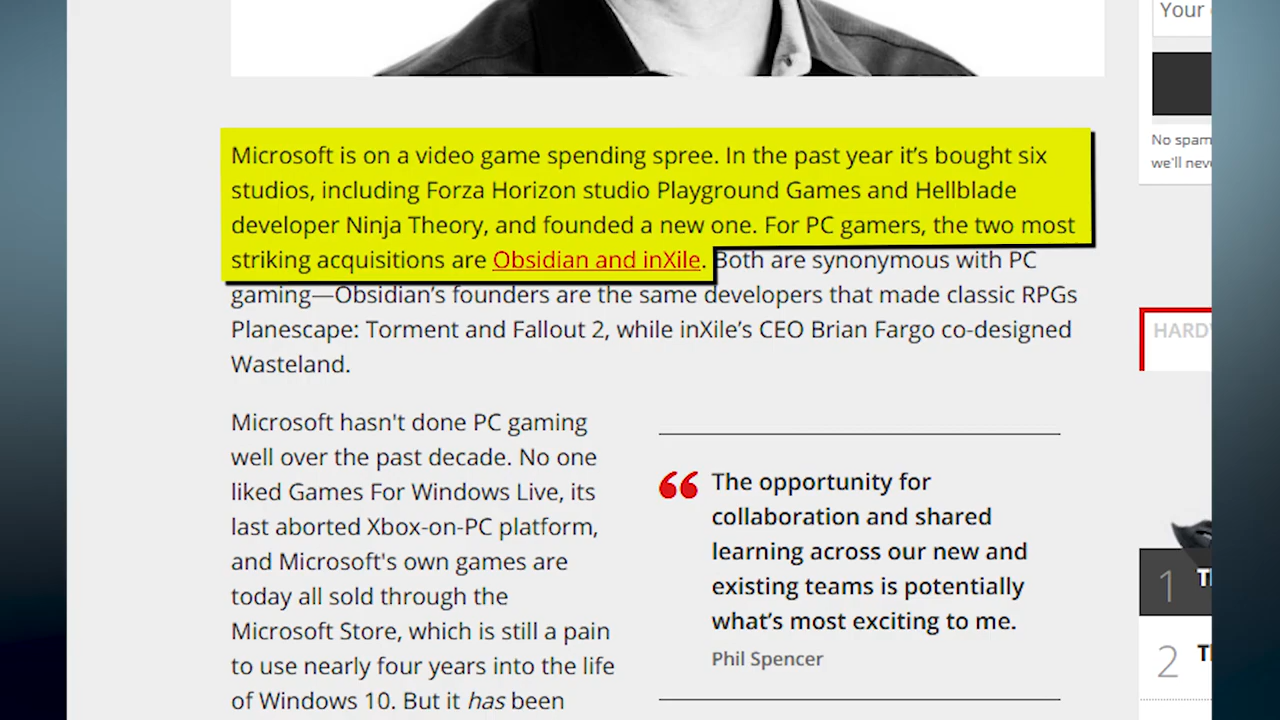 Your
No spam
we'll nev
Microsoft is on a video game spending spree. In the past year it's bought six
studios, including Forza Horizon studio Playground Games and Hellblade
developer Ninja Theory, and founded a new one. For PC gamers, the two most
striking acquisitions are Obsidian and inXile. Both are synonymous with PC
gaming—Obsidian's founders are the same developers that made classic RPGs
Planescape: Torment and Fallout 2, while inXile's CEO Brian Fargo co-designed
Wasteland.
Microsoft hasn't done PC gaming
well over the past decade. No one
liked Games For Windows Live, its
last aborted Xbox-on-PC platform,
and Microsoft's own games are
today all sold through the
Microsoft Store, which is still a pain
to use nearly four years into the life
of Windows 10. But it has been
❝ The opportunity for
collaboration and shared
learning across our new and
existing teams is potentially
what's most exciting to me.
Phil Spencer
HARD
1
2